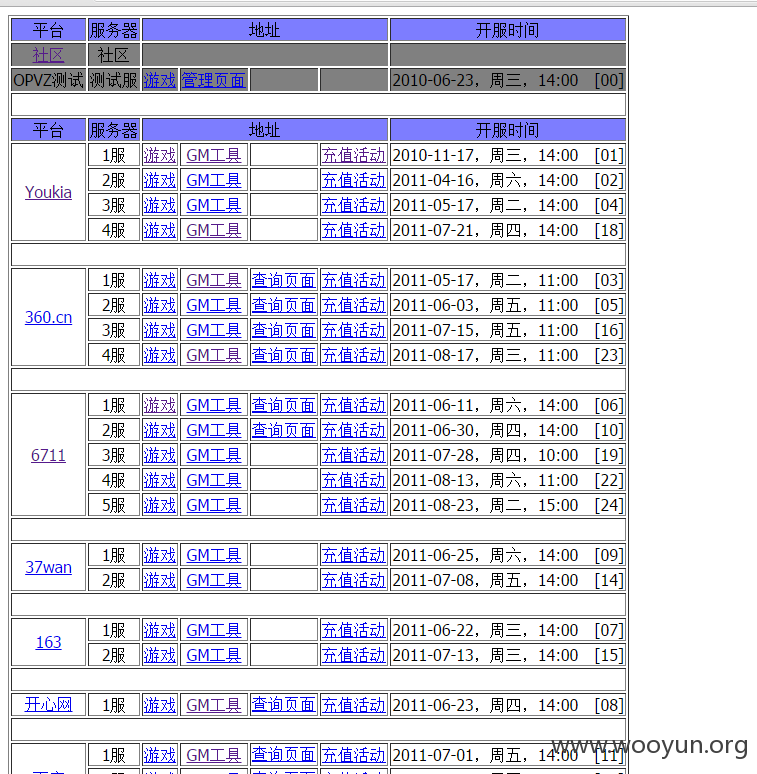 平台 服务器 地址 开服时间
社区 社区
OPVZ测试 测试服 游戏 管理页面 2010-06-23，周三，14:00 [00]
平台 服务器 地址 开服时间
Youkia
1服 游戏 GM工具 充值活动 2010-11-17，周三，14:00 [01]
2服 游戏 GM工具 充值活动 2011-04-16，周六，14:00 [02]
3服 游戏 GM工具 充值活动 2011-05-17，周二，14:00 [04]
4服 游戏 GM工具 充值活动 2011-07-21，周四，14:00 [18]
360.cn
1服 游戏 GM工具 查询页面 充值活动 2011-05-17，周二，11:00 [03]
2服 游戏 GM工具 查询页面 充值活动 2011-06-03，周五，11:00 [05]
3服 游戏 GM工具 查询页面 充值活动 2011-07-15，周五，11:00 [16]
4服 游戏 GM工具 查询页面 充值活动 2011-08-17，周三，11:00 [23]
6711
1服 游戏 GM工具 查询页面 充值活动 2011-06-11，周六，14:00 [06]
2服 游戏 GM工具 查询页面 充值活动 2011-06-30，周四，14:00 [10]
3服 游戏 GM工具 充值活动 2011-07-28，周四，10:00 [19]
4服 游戏 GM工具 充值活动 2011-08-13，周六，11:00 [22]
5服 游戏 GM工具 充值活动 2011-08-23，周二，15:00 [24]
37wan
1服 游戏 GM工具 充值活动 2011-06-25，周六，14:00 [09]
2服 游戏 GM工具 充值活动 2011-07-08，周五，14:00 [14]
163
1服 游戏 GM工具 充值活动 2011-06-22，周三，14:00 [07]
2服 游戏 GM工具 充值活动 2011-07-13，周三，14:00 [15]
开心网 1服 游戏 GM工具 查询页面 充值活动 2011-06-23，周四，14:00 [08]
1服 游戏 GM工具 查询页面 充值活动 2011-07-01，周五，14:00 [11]
www.wooyun.org